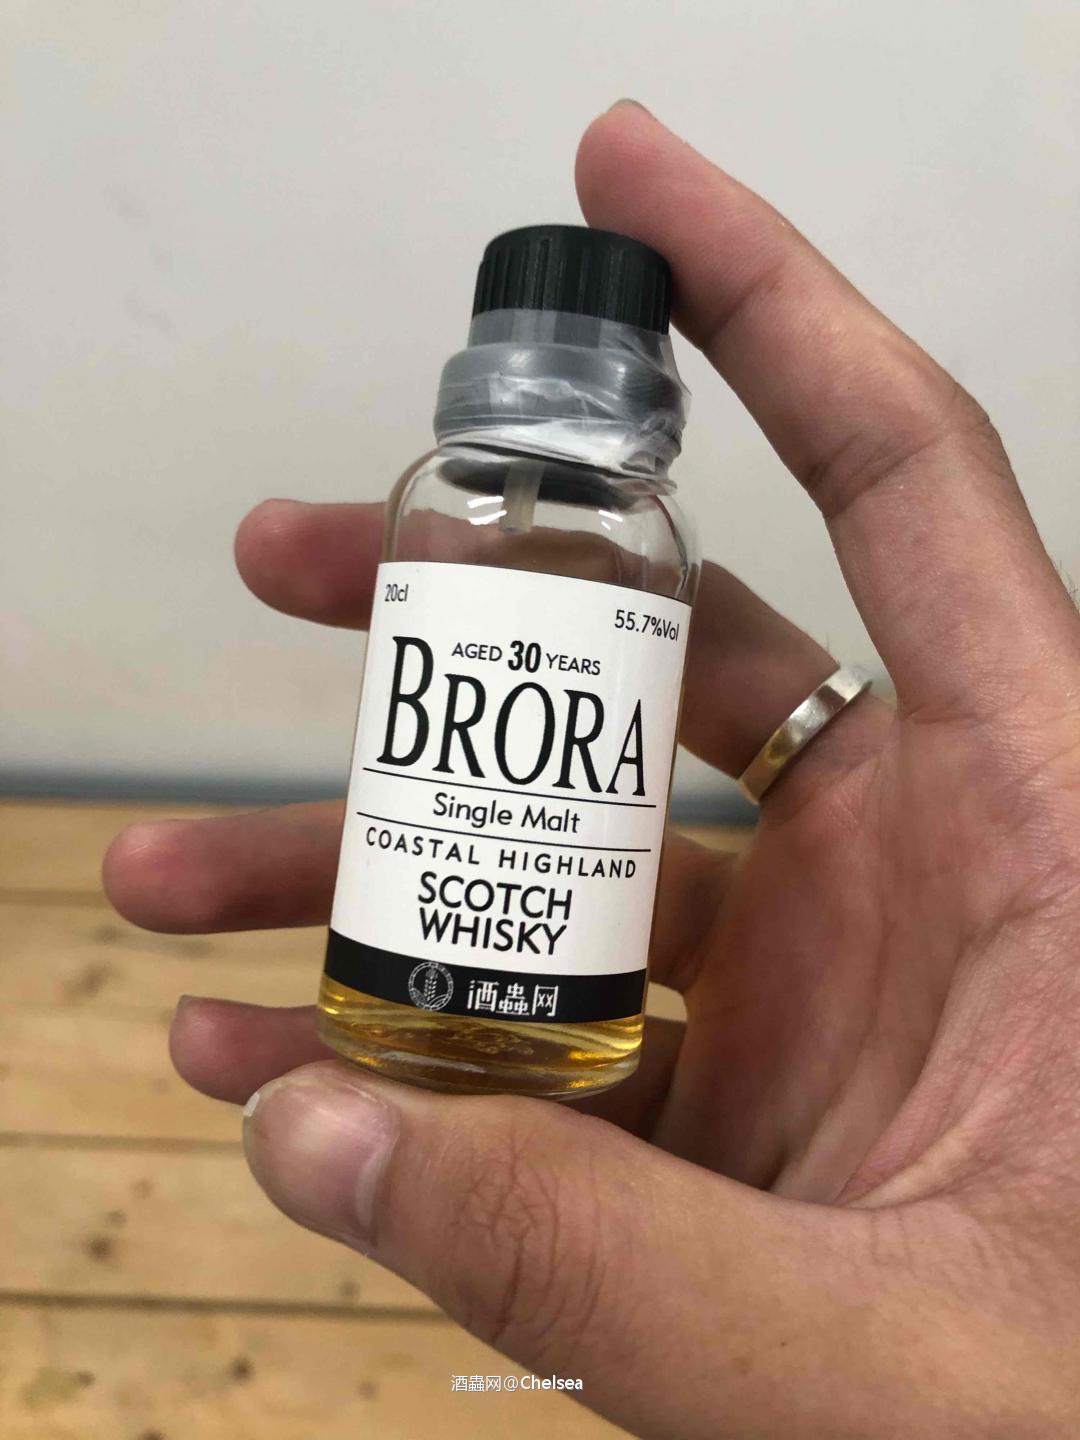 20cl
55.7%Vol
AGED 30 YEARS
BRORA
Single Malt
COASTAL HIGHLAND
SCOTCH
WHISKY
酒蟲网
酒蟲网@Chelsea